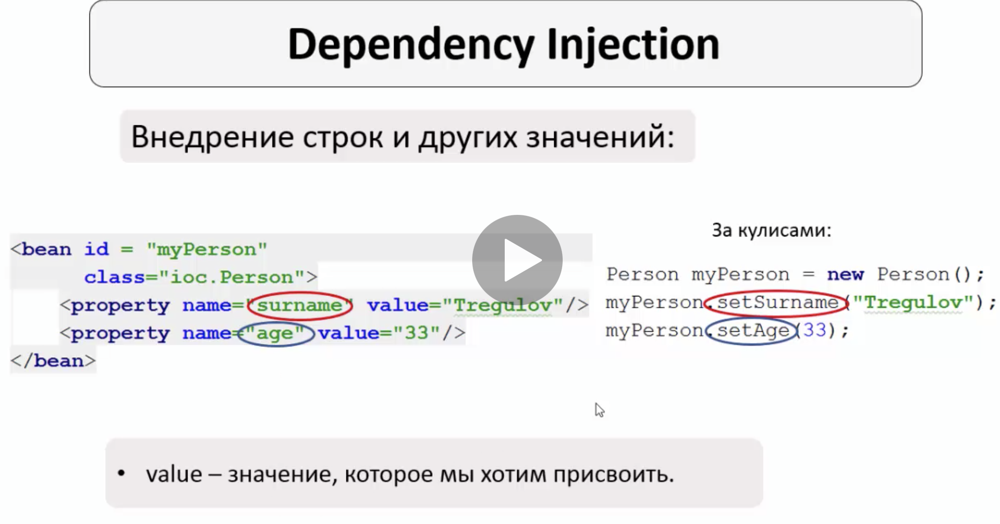 Dependency Injection
Внедрение строк и других значений:
<bean id = "myPerson"
class="ioc.Person">
<property name="surname" value="Tregulov"/>
<property name="age" value="33"/>
</bean>
За кулисами:
Person myPerson = new Person();
myPerson.setSurname("Tregulov");
myPerson.setAge(33);
• value – значение, которое мы хотим присвоить.